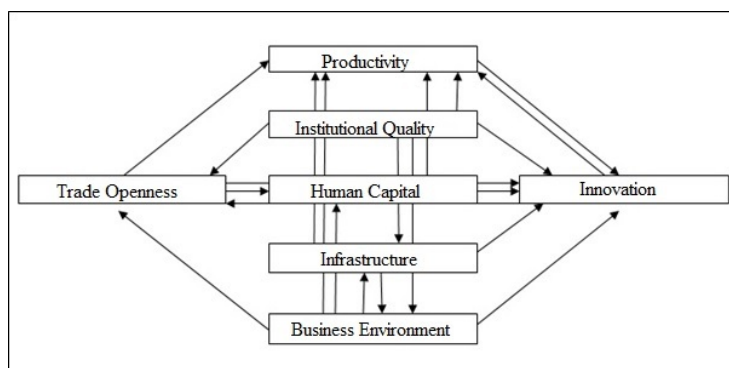 Productivity
Institutional Quality
Trade Openness
Human Capital
Innovation
Infrastructure
Business Environment